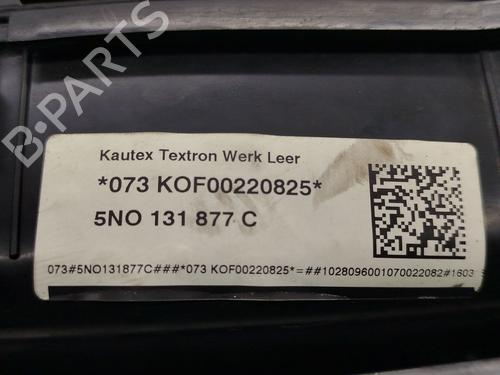 B-PARTS
Kautex Textron Werk Leer
*073 KOF00220825*
5NO 131 877 C
073#5NO131877C###*073 KOF00220825*=##1028096001070022082#1603